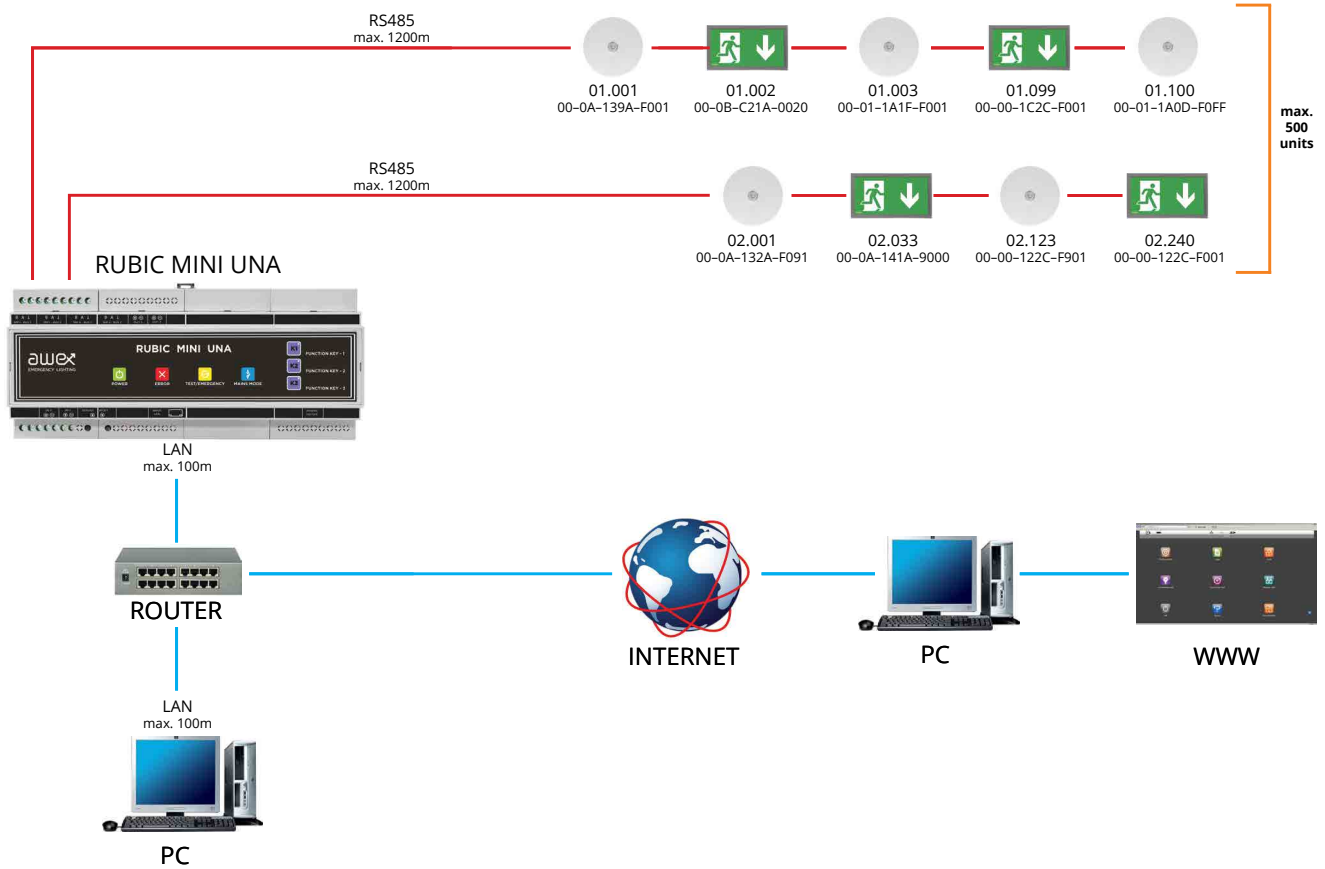 RS485
max. 1200m
01.001
00–0A–139A–F001
01.002
00–0B–C21A–0020
01.003
00–01–1A1F–F001
01.099
00–00–1C2C–F001
01.100
00–01–1A0D–F0FF
max.
500
units
RS485
max. 1200m
02.001
00–0A–132A–F091
02.033
00–0A–141A–9000
02.123
00–00–122C–F901
02.240
00–00–122C–F001
RUBIC MINI UNA
awex
EMERGENCY LIGHTING
RUBIC MINI UNA
POWER
ERROR
TEST/EMERGENCY
MAINS MODE
K1
FUNCTION KEY - 1
K2
FUNCTION KEY - 2
K3
FUNCTION KEY - 3
LAN
max. 100m
ROUTER
INTERNET
PC
WWW
LAN
max. 100m
PC